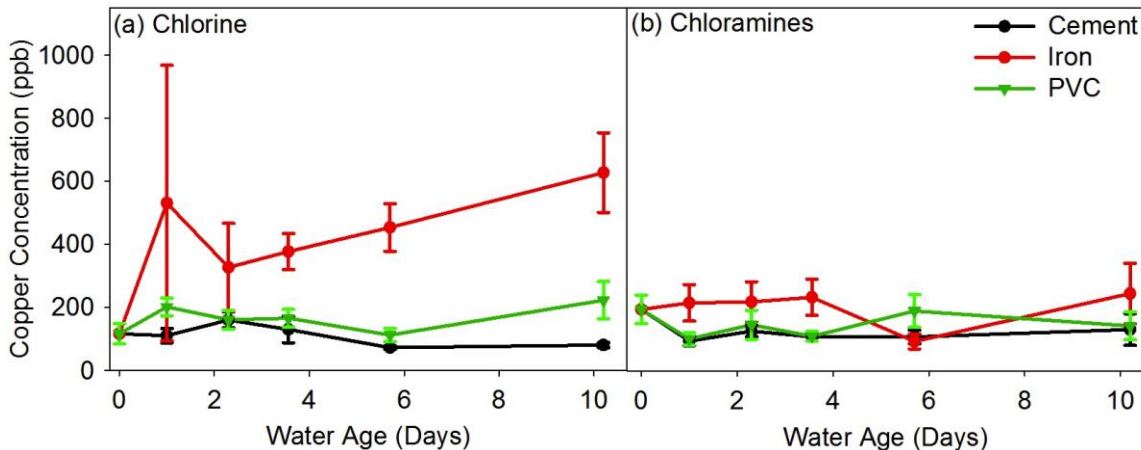 (a) Chlorine
(b) Chloramines
Cement
Iron
PVC
Copper Concentration (ppb)
1000
800
600
400
200
0
0 2 4 6 8 10
0 2 4 6 8 10
Water Age (Days)
Water Age (Days)